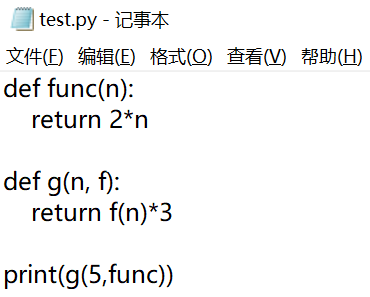 test.py - 记事本
文件(F) 编辑(E) 格式(O) 查看(V) 帮助(H)
def func(n):
    return 2*n

def g(n, f):
    return f(n)*3

print(g(5,func))